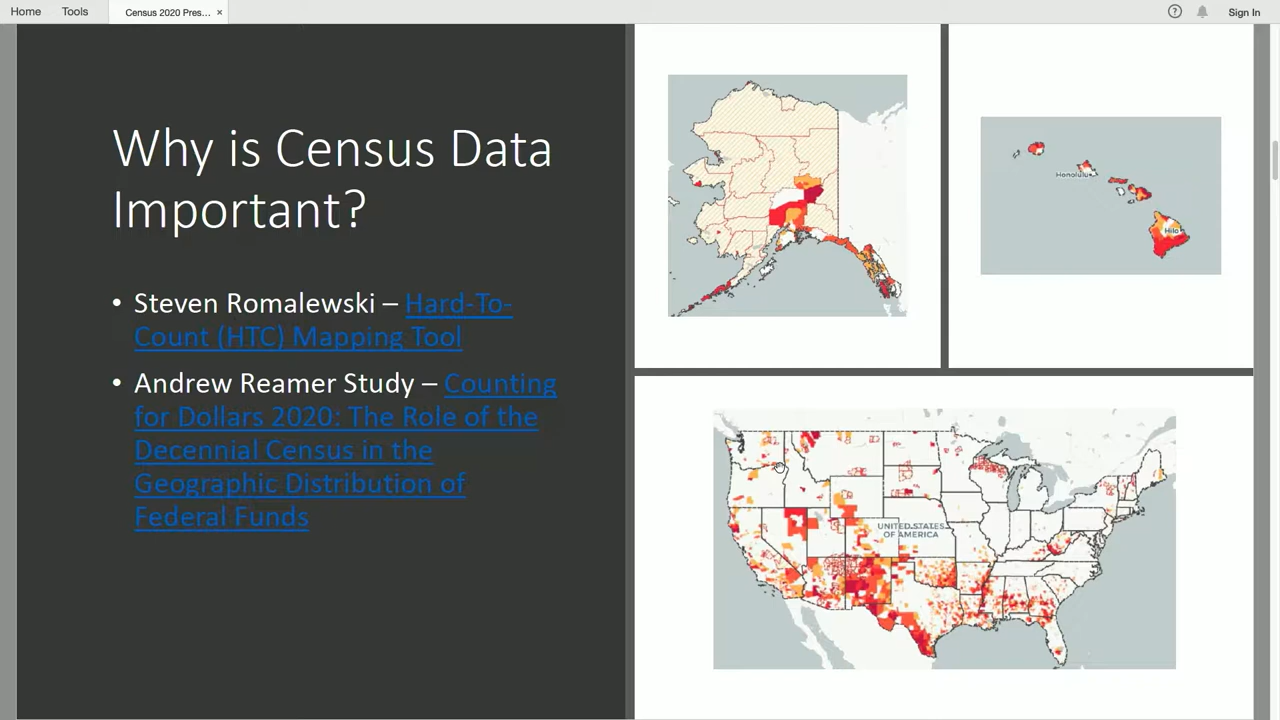 Home
Tools
Census 2020 Pres... ×
?
Sign In
Why is Census Data
Important?
• Steven Romalewski – Hard-To-
Count (HTC) Mapping Tool
• Andrew Reamer Study – Counting
for Dollars 2020: The Role of the
Decennial Census in the
Geographic Distribution of
Federal Funds
Honolulu
Hilo
UNITED STATES
OF AMERICA